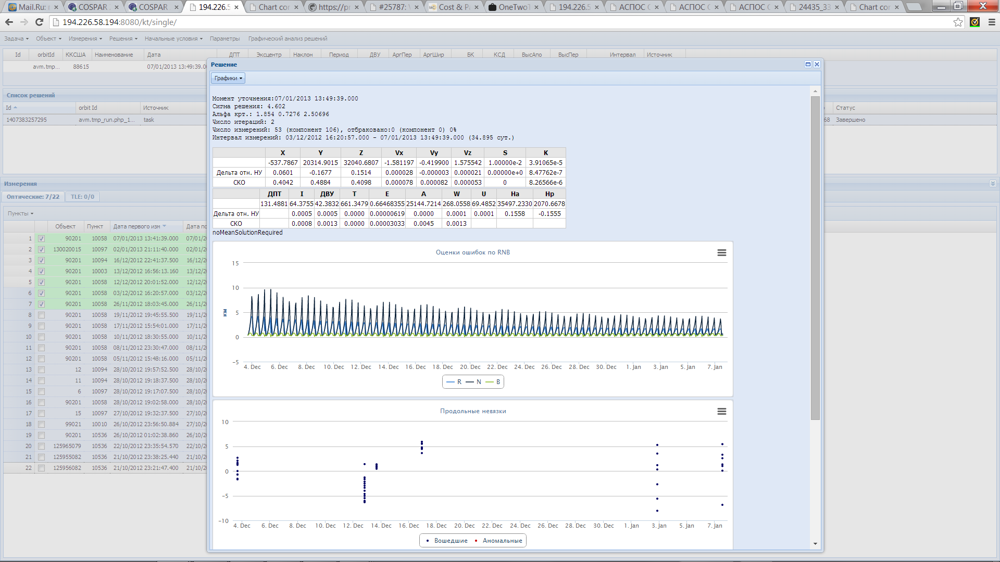 Mail.Ru:
COSPAR
COSPAR
194.226.5
Chart cor
https://pr
#25787:
Cost & P
OneTwoT
194.226.5
АСПОС
АСПОС
АСПОС
24435_33
Chart cor
194.226.58.194:8080/kt/single/
Задача Объект Измерения Решения Начальные условия Параметры Графический анализ решений
Id orbitId ККСША Наименование Дата ДПТ Эксцентр Наклон Период ДВУ АргПер АргШир БК КСД ВысАпо ВысПер Интервал Источник
avm.tmp... 88615 07/01/2013 13:49:39.0
Список решений
Id orbit Id Источник Статус
1407383257295 avm.tmp_run.php_1... task 68 Завершено
Измерения
Оптические: 7/22 TLE: 0/0
Пункты
Объект Пункт Дата первого изм Дата по
1 90201 10058 07/01/2013 13:41:39.000 07/01/2
2 130020015 10097 02/01/2013 21:11:40.000 02/01/2
3 90201 10094 16/12/2012 22:41:37.500 16/12/2
4 90201 10003 13/12/2012 16:56:13.160 13/12/2
5 90201 10058 12/12/2012 20:01:52.000 12/12/2
6 90201 10058 03/12/2012 16:20:57.000 03/12/2
7 90201 10058 26/11/2012 18:03:45.000 26/11/2
8 90201 10058 19/11/2012 19:45:55.500 19/11/2
9 90201 10058 17/11/2012 15:54:01.000 17/11/2
10 90201 10058 10/11/2012 18:30:55.000 10/11/2
11 90201 10058 08/11/2012 23:30:47.000 08/11/2
12 90201 10058 05/11/2012 15:48:16.000 05/11/2
13 12 10094 28/10/2012 19:57:52.500 28/10/2
14 11 10094 28/10/2012 19:18:37.500 28/10/2
15 6 10097 28/10/2012 19:17:07.500 28/10/2
16 90201 10058 28/10/2012 19:02:58.000 28/10/2
17 15 10097 27/10/2012 19:32:37.500 27/10/2
18 99021 10010 26/10/2012 23:56:50.884 27/10/2
19 90201 10536 26/10/2012 01:02:38.860 26/10/2
20 125965079 10536 22/10/2012 23:35:54.570 22/10/2
21 125955082 10536 21/10/2012 23:38:25.440 21/10/2
22 125956082 10536 21/10/2012 23:21:47.400 21/10/2
Решение
Графики
Момент уточнения:07/01/2013 13:49:39.000
Сигма решения: 4.602
Альфа крт.: 1.854 0.7276 2.50696
Число итераций: 2
Число измерений: 53 (компонент 106), отбраковано:0 (компонент 0) 0%
Интервал измерений: 03/12/2012 16:20:57.000 - 07/01/2013 13:49:39.000 (34.895 сут.)
X Y Z Vx Vy Vz S K
-537.7867 20314.9015 32040.6807 -1.581197 -0.419900 1.575542 1.00000e-2 3.91065e-5
Дельта отн. НУ 0.0601 -0.1677 0.1514 0.000028 -0.000003 0.000021 0.00000e+0 8.47762e-7
СКО 0.4042 0.4884 0.4098 0.000078 0.000082 0.000053 0 8.26566e-6
ДПТ I ДВУ T E A W U Ha Hp
131.4881 64.3755 42.3832 661.3479 0.66468355 25144.7214 268.0558 69.4852 35497.2330 2070.6678
Дельта отн. НУ 0.0005 0.0005 0.0000 0.00000619 0.0000 0.0001 0.0001 0.1558 -0.1555
СКО 0.0008 0.0013 0.0000 0.00003033 0.0045 0.0013
noMeanSolutionRequired
Оценки ошибок по RNB
15
10
5
0
-5
км
4. Dec 6. Dec 8. Dec 10. Dec 12. Dec 14. Dec 16. Dec 18. Dec 20. Dec 22. Dec 24. Dec 26. Dec 28. Dec 30. Dec 1. Jan 3. Jan 5. Jan 7. Jan
R N B
Продольные невязки
10
5
0
-5
-10
4. Dec 6. Dec 8. Dec 10. Dec 12. Dec 14. Dec 16. Dec 18. Dec 20. Dec 22. Dec 24. Dec 26. Dec 28. Dec 30. Dec 1. Jan 3. Jan 5. Jan 7. Jan
Вошедшие Аномальные